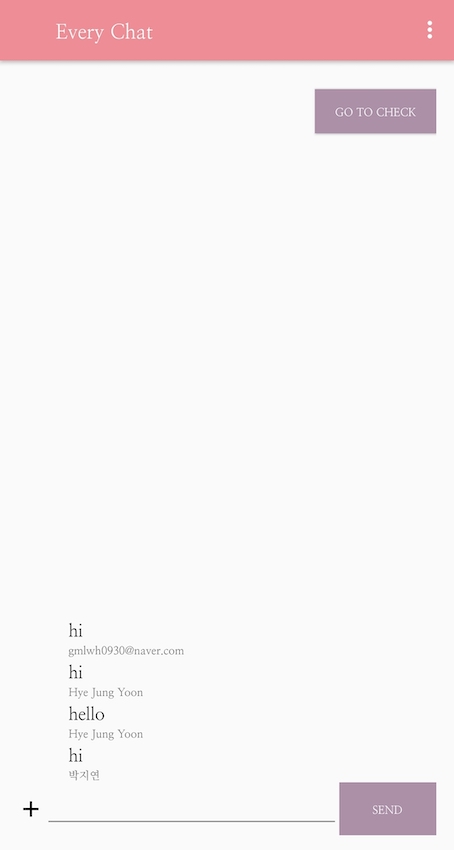 Every Chat
GO TO CHECK
hi
gmlwh0930@naver.com
hi
Hye Jung Yoon
hello
Hye Jung Yoon
hi
박지연
SEND